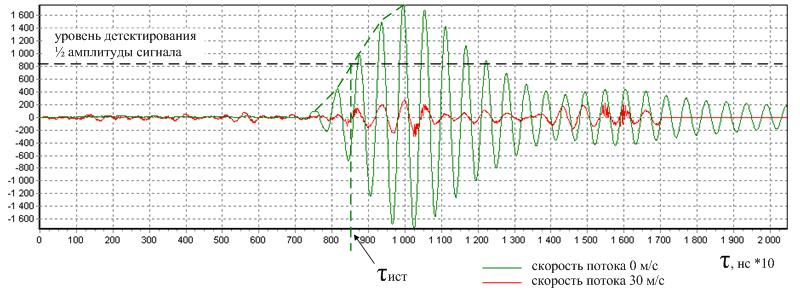 уровень детектирования
½ амплитуды сигнала
1 600
1 400
1 200
1 000
800
600
400
200
0
-200
-400
-600
-800
-1 000
-1 200
-1 400
-1 600
0 100 200 300 400 500 600 700 800 900 1 000 1 100 1 200 1 300 1 400 1 500 1 600 1 700 1 800 1 900 2 000
τ, нс *10
τист
скорость потока 0 м/с
скорость потока 30 м/с